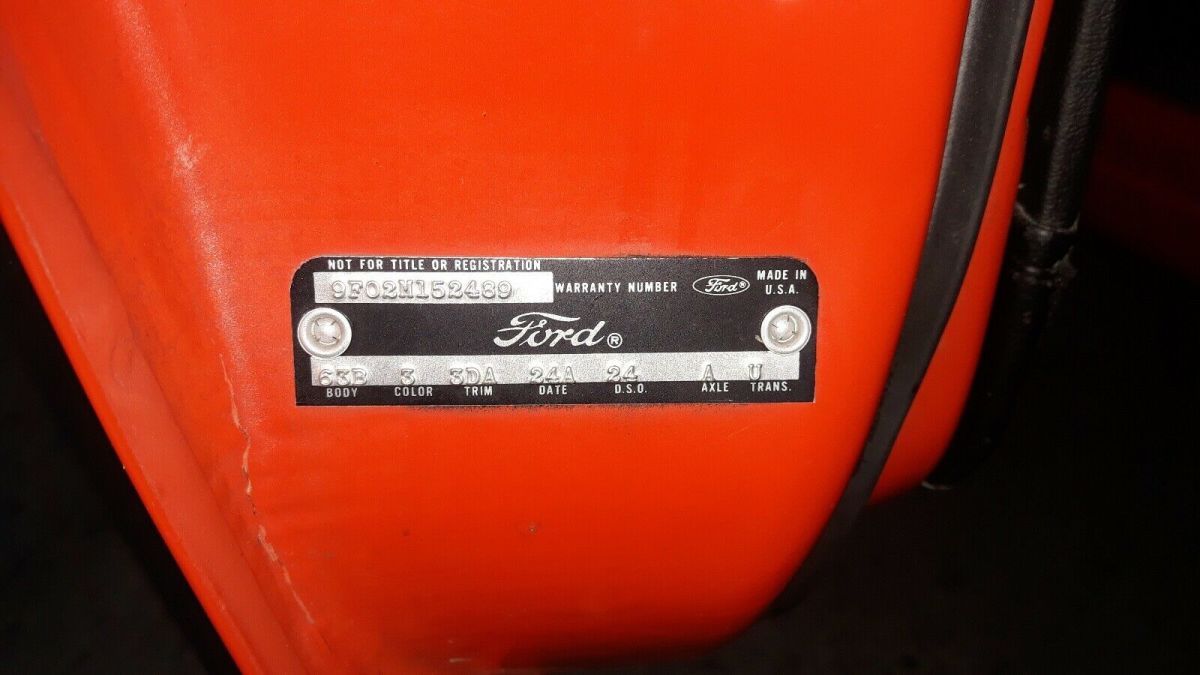 NOT FOR TITLE OR REGISTRATION
9F02M152489 WARRANTY NUMBER Ford® MADE IN U.S.A.
Ford®
63B 3 3DA 24A 24 A U
BODY COLOR TRIM DATE D.S.O. AXLE TRANS.